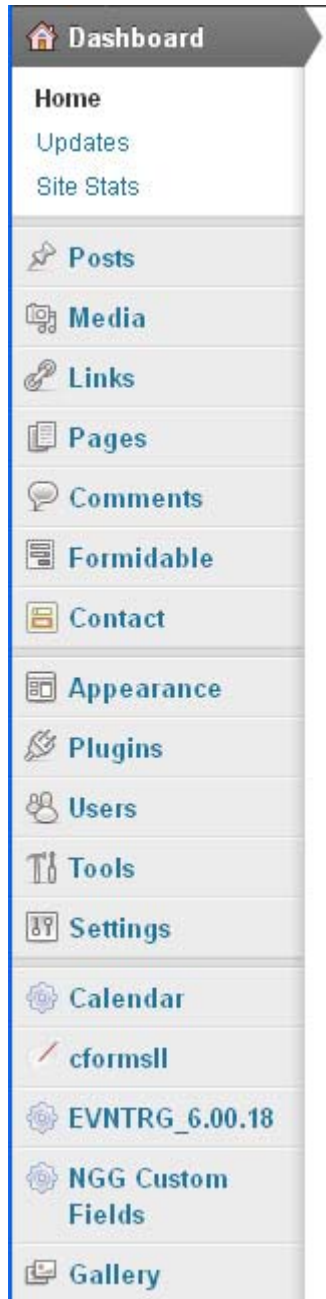 Dashboard
Home
Updates
Site Stats
Posts
Media
Links
Pages
Comments
Formidable
Contact
Appearance
Plugins
Users
Tools
Settings
Calendar
cformsII
EVNTRG_6.00.18
NGG Custom
Fields
Gallery